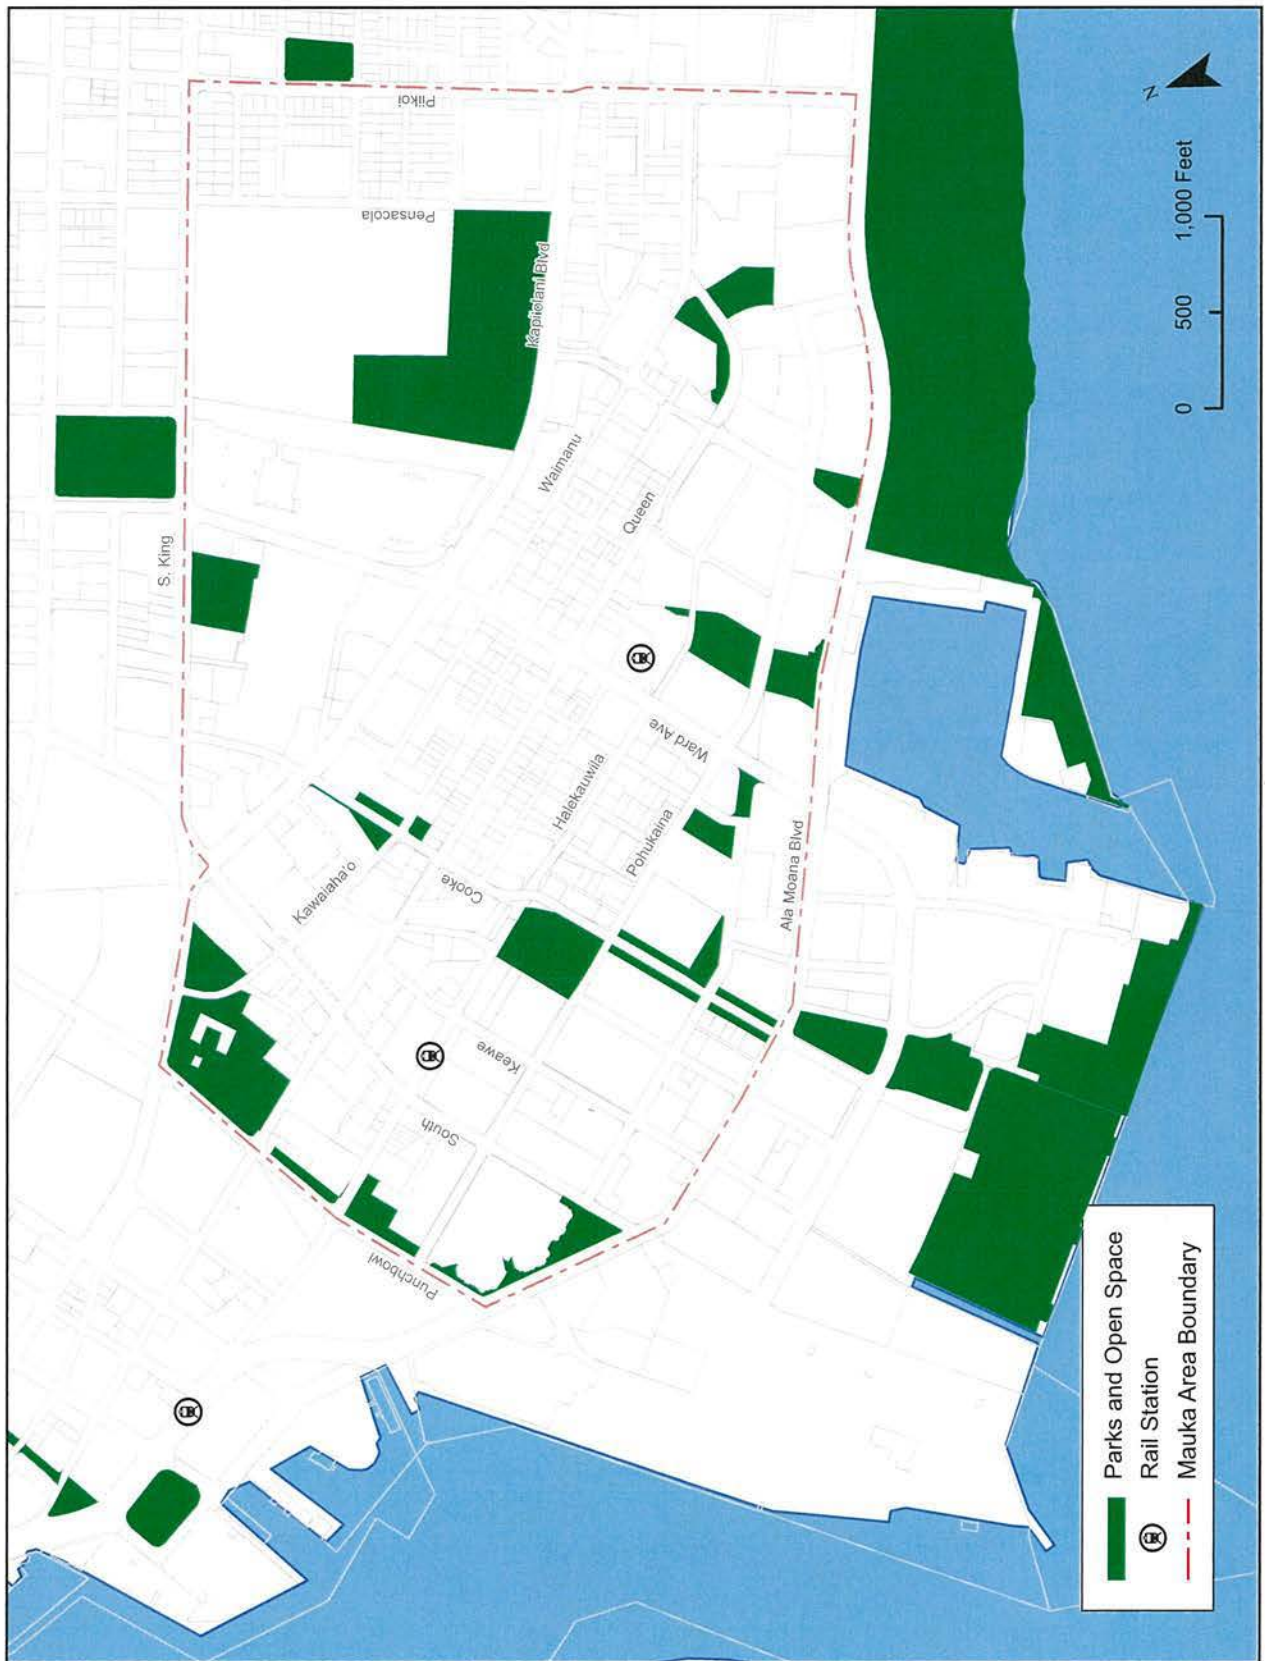 Piikoi
Pensacola
Kapiolani Blvd
S. King
Waimanu
Queen
Ward Ave
Halekauwila
Pohukaina
Kawaiaha'o
Cooke
Ala Moana Blvd
Keawe
South
Punchbowl
N
0 500 1,000 Feet
Parks and Open Space
Rail Station
Mauka Area Boundary